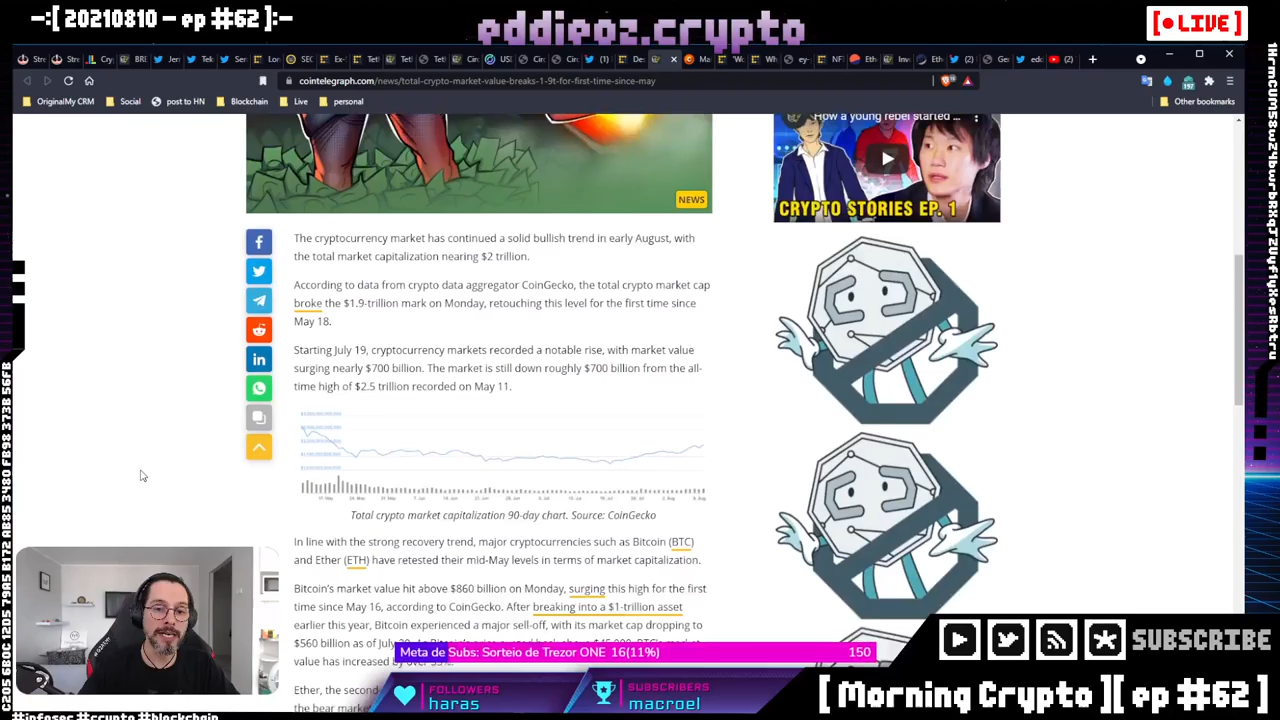 -:[ 20210810 - ep #62 ]:-
eddieoz.crypto
[● LIVE]
cointelegraph.com/news/total-crypto-market-value-breaks-1-9t-for-first-time-since-may
OriginalMy CRM
Social
post to HN
Blockchain
Live
personal
Other bookmarks
How a young rebel started ...
CRYPTO STORIES EP. 1
NEWS
The cryptocurrency market has continued a solid bullish trend in early August, with
the total market capitalization nearing $2 trillion.
According to data from crypto data aggregator CoinGecko, the total crypto market cap
broke the $1.9-trillion mark on Monday, retouching this level for the first time since
May 18.
Starting July 19, cryptocurrency markets recorded a notable rise, with market value
surging nearly $700 billion. The market is still down roughly $700 billion from the all-
time high of $2.5 trillion recorded on May 11.
Total crypto market capitalization 90-day chart. Source: CoinGecko
In line with the strong recovery trend, major cryptocurrencies such as Bitcoin (BTC)
and Ether (ETH) have retested their mid-May levels in terms of market capitalization.
Bitcoin's market value hit above $860 billion on Monday, surging this high for the first
time since May 16, according to CoinGecko. After breaking into a $1-trillion asset
earlier this year, Bitcoin experienced a major sell-off, with its market cap dropping to
$560 billion as of July
value has increased by over
Ether, the second
the bear market
Meta de Subs: Sorteio de Trezor ONE 16(11%)
150
FOLLOWERS
haras
SUBSCRIBERS
macroel
SUBSCRIBE
[ Morning Crypto ][ ep #62 ]
#infosec #crypto #blockchain